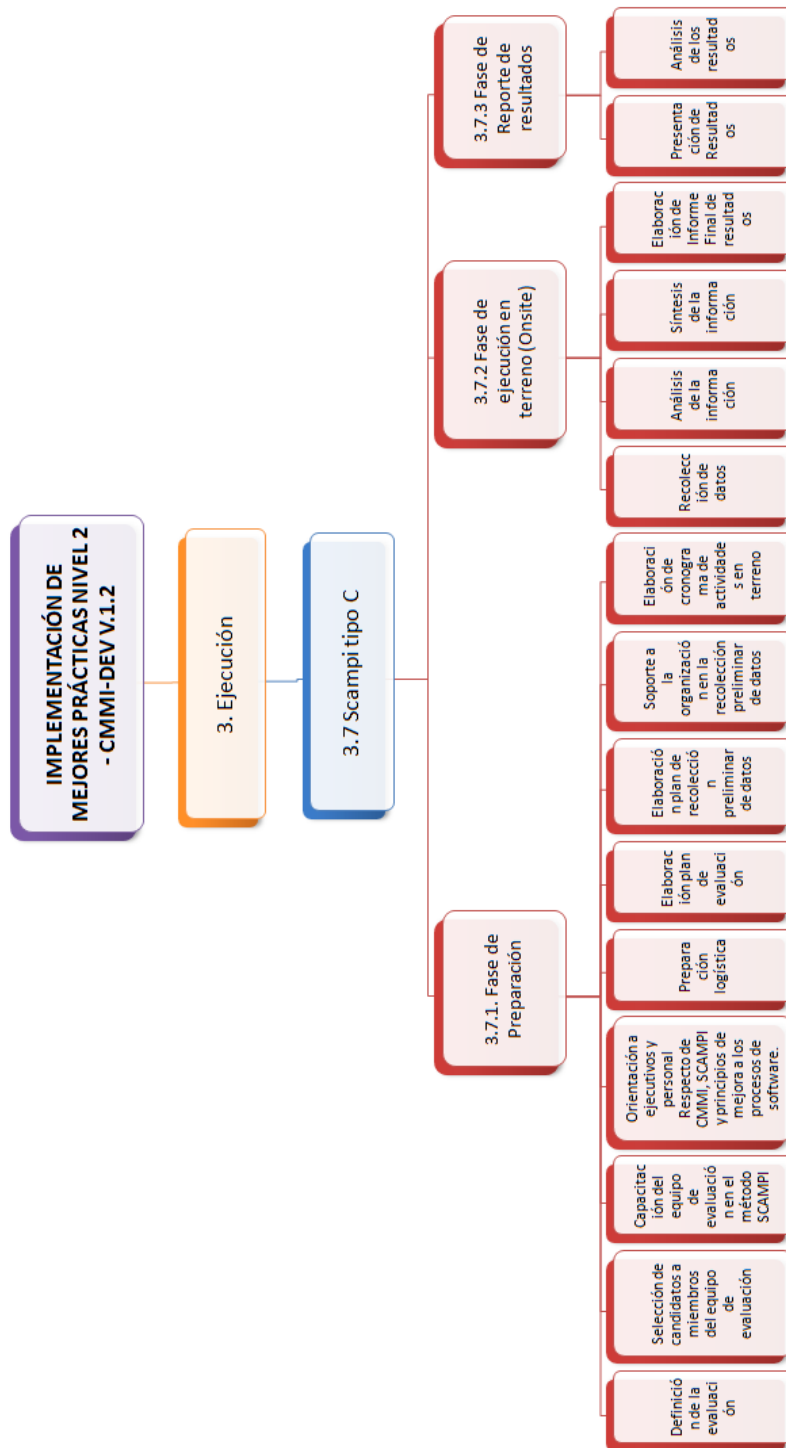 IMPLEMENTACIÓN DE
MEJORES PRÁCTICAS NIVEL 2
- CMMI-DEV V.1.2
3. Ejecución
3.7 Scampi tipo C
3.7.1. Fase de
Preparación
3.7.2 Fase de
ejecución en
terreno (Onsite)
3.7.3 Fase de
Reporte de
resultados
Definició
n de la
evaluaci
ón
Selección de
candidatos a
miembros
del equipo
de
evaluación
Capacitac
ión del
equipo
de
evaluació
n en el
método
SCAMPI
Orientación a
ejecutivos y
personal
Respecto de
CMMI, SCAMPI
y principios de
mejora a los
procesos de
software.
Prepara
ción
logística
Elaborac
ión plan
de
evaluaci
ón
Elaboració
n plan de
recolecció
n
preliminar
de datos
Soporte a
la
organizació
n en la
recolección
preliminar
de datos
Elaboraci
ón de
cronogra
ma de
actividade
s en
terreno
Recolecc
ión de
datos
Análisis
de la
informa
ción
Síntesis
de la
informa
ción
Elaborac
ión de
Informe
Final de
resultad
os
Presenta
ción de
Resultad
os
Análisis
de los
resultad
os